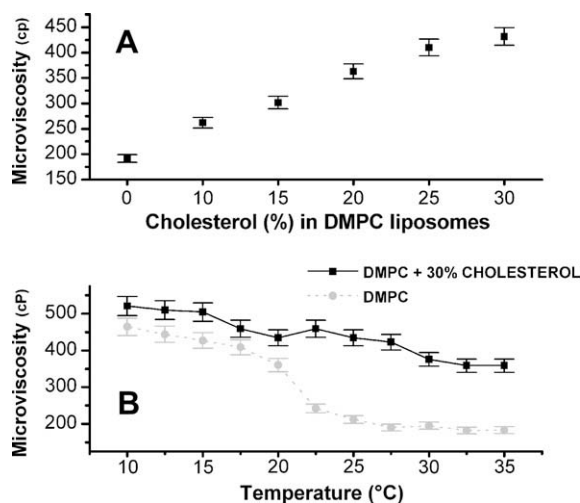 A
Microviscosity (cp)
450
400
350
300
250
200
150
0 10 15 20 25 30
Cholesterol (%) in DMPC liposomes
DMPC + 30% CHOLESTEROL
DMPC
B
Microviscosity (cP)
500
400
300
200
10 15 20 25 30 35
Temperature (°C)